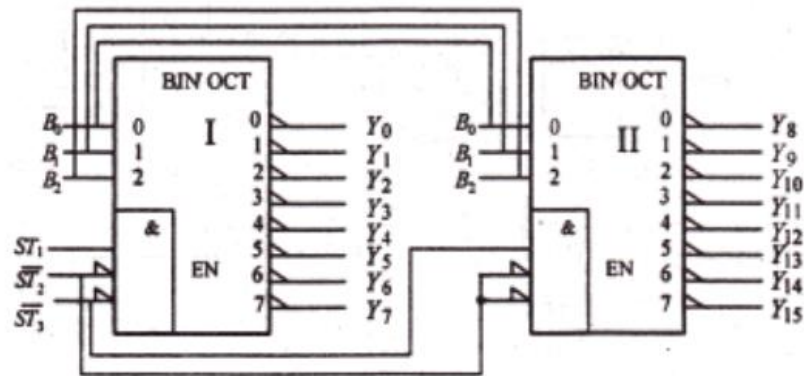 BIN OCT
I
B₀ 0
B₁ 1
B₂ 2
&
EN
ST₁
S̅T̅₂
S̅T̅₃
0 Y₀
1 Y₁
2 Y₂
3 Y₃
4 Y₄
5 Y₅
6 Y₆
7 Y₇
BIN OCT
II
B₀ 0
B₁ 1
B₂ 2
&
EN
0 Y₈
1 Y₉
2 Y₁₀
3 Y₁₁
4 Y₁₂
5 Y₁₃
6 Y₁₄
7 Y₁₅